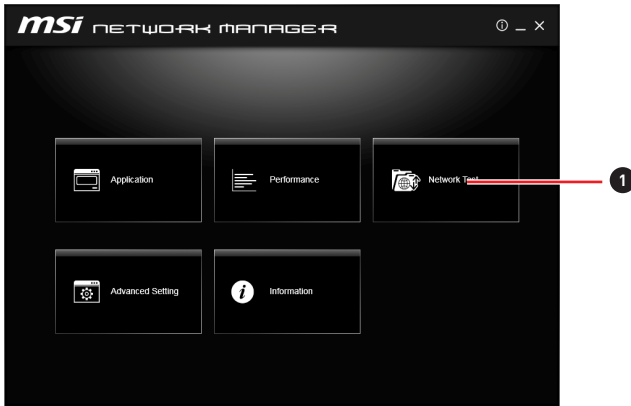 msi NETWORK MANAGER
Application
Performance
Network Test
1
Advanced Setting
Information